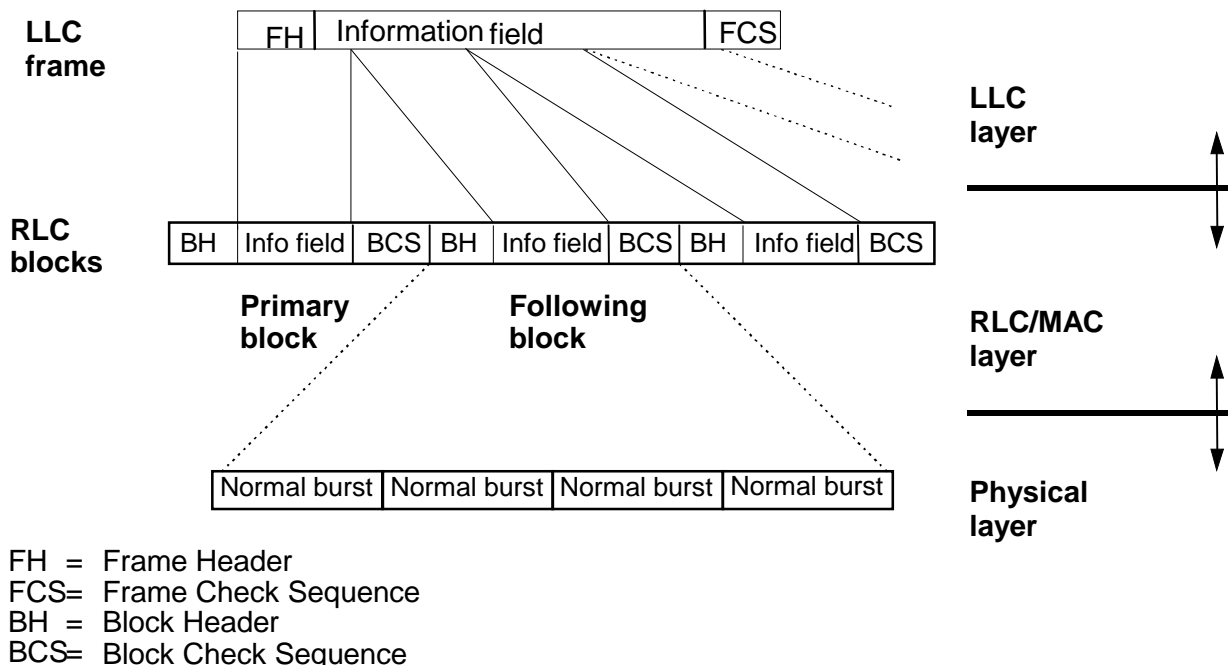 LLC
frame
FH Information field FCS
LLC
layer
RLC
blocks
BH Info field BCS BH Info field BCS BH Info field BCS
Primary
block
Following
block
RLC/MAC
layer
Normal burst Normal burst Normal burst Normal burst
Physical
layer
FH = Frame Header
FCS= Frame Check Sequence
BH = Block Header
BCS= Block Check Sequence